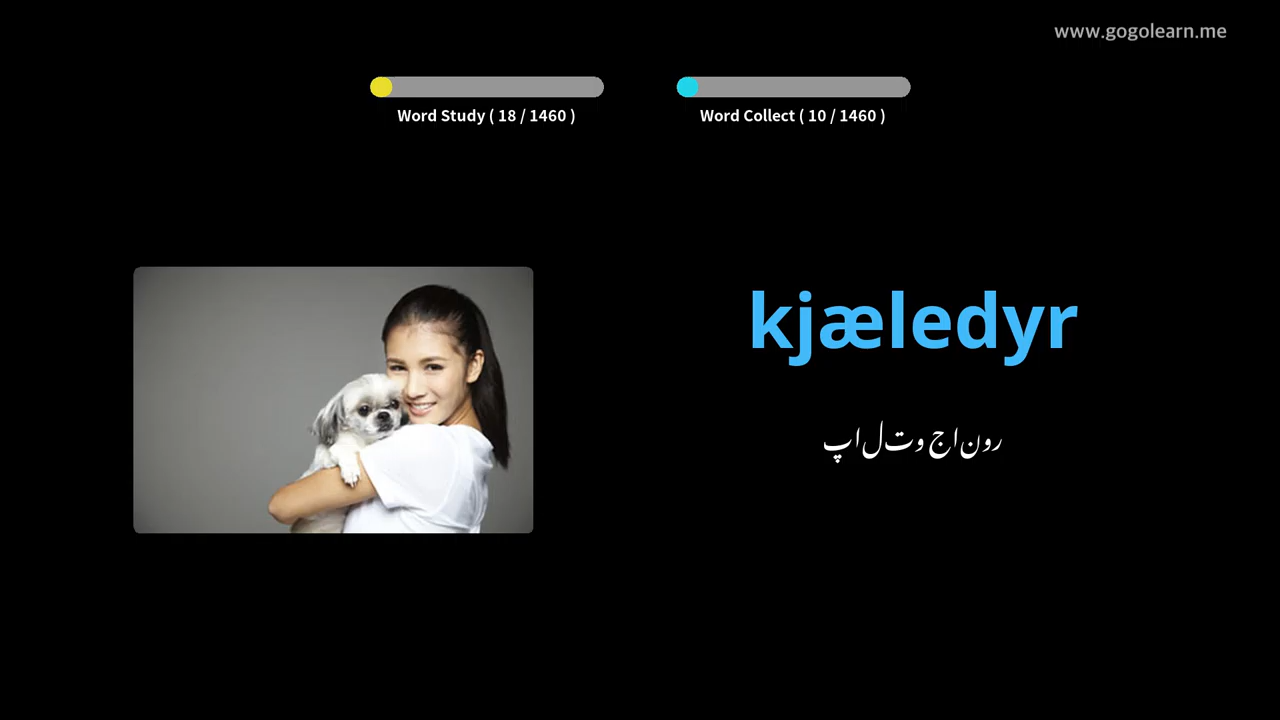 www.gogolearn.me
Word Study ( 18 / 1460 )
Word Collect ( 10 / 1460 )
kjæledyr
پالتو جانور